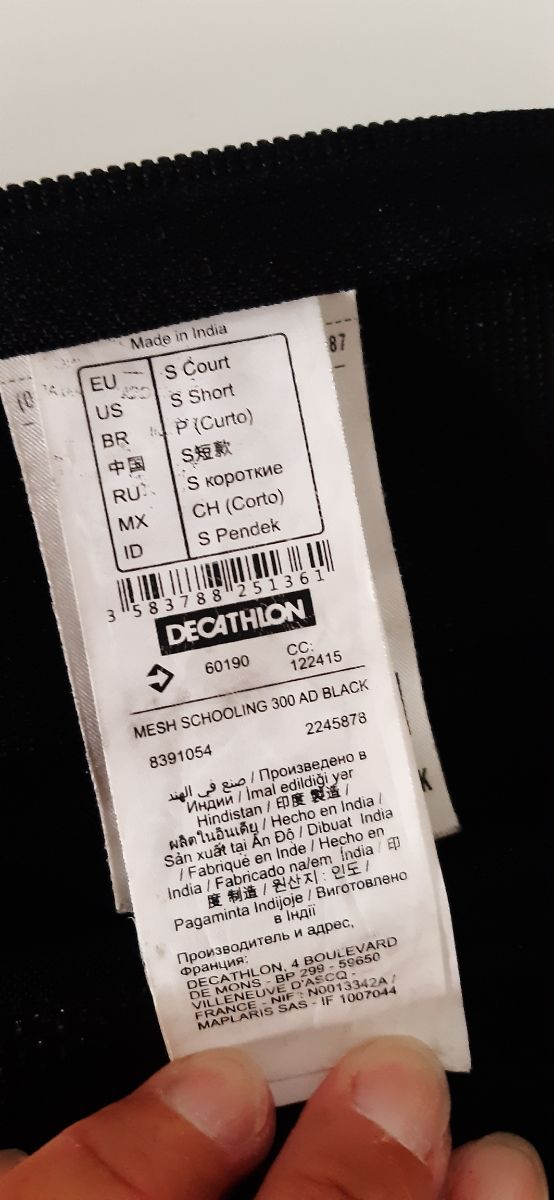 Made in India
EU S Court
US S Short
BR P (Curto)
中国 S短款
RU S короткие
MX CH (Corto)
ID S Pendek
3 583788 251361
DECATHLON
60190 CC: 122415
MESH SCHOOLING 300 AD BLACK
8391054 2245878
صنع في الهند / Произведено в
Индии / İmal edildiği yer
Hindistan / 印度 製造 /
ผลิตในอินเดีย / Hecho en India /
Sản xuất tại Ấn Độ / Dibuat India
/ Fabriqué en Inde / Hecho en
India / Fabricado na/em Índia / 印
度 制造 / 원산지 : 인도 /
Pagaminta Indijoje / Виготовлено
в Індії
Производитель и адрес,
Франция:
DECATHLON, 4 BOULEVARD
DE MONS - BP 299 - 59650
VILLENEUVE D'ASCQ -
FRANCE - NIF : N0013342A /
MAPLARIS SAS - IF 1007044
87
K